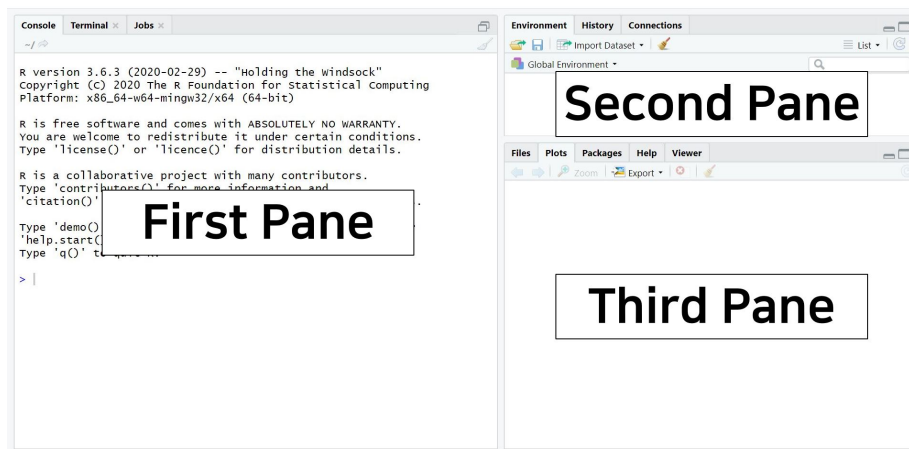 Console Terminal Jobs
~/
R version 3.6.3 (2020-02-29) -- "Holding the Windsock"
Copyright (C) 2020 The R Foundation for Statistical Computing
Platform: x86_64-w64-mingw32/x64 (64-bit)
R is free software and comes with ABSOLUTELY NO WARRANTY.
You are welcome to redistribute it under certain conditions.
Type 'license()' or 'licence()' for distribution details.
R is a collaborative project with many contributors.
Type 'contributors()' for more information and
'citation()'
Type 'demo()
'help.start()
Type 'q()' to quit R.
>
First Pane
Environment History Connections
Import Dataset List
Global Environment
Second Pane
Files Plots Packages Help Viewer
Zoom Export
Third Pane